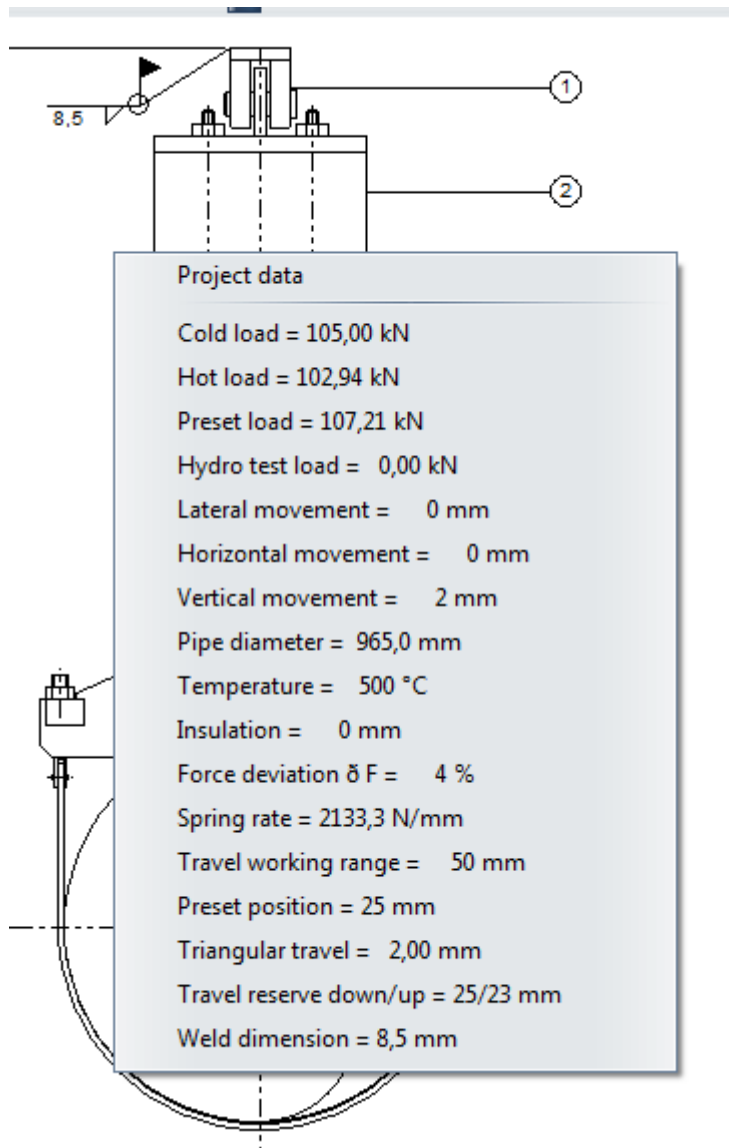 1
8,5
2
Project data
Cold load = 105,00 kN
Hot load = 102,94 kN
Preset load = 107,21 kN
Hydro test load = 0,00 kN
Lateral movement = 0 mm
Horizontal movement = 0 mm
Vertical movement = 2 mm
Pipe diameter = 965,0 mm
Temperature = 500 °C
Insulation = 0 mm
Force deviation ð F = 4 %
Spring rate = 2133,3 N/mm
Travel working range = 50 mm
Preset position = 25 mm
Triangular travel = 2,00 mm
Travel reserve down/up = 25/23 mm
Weld dimension = 8,5 mm